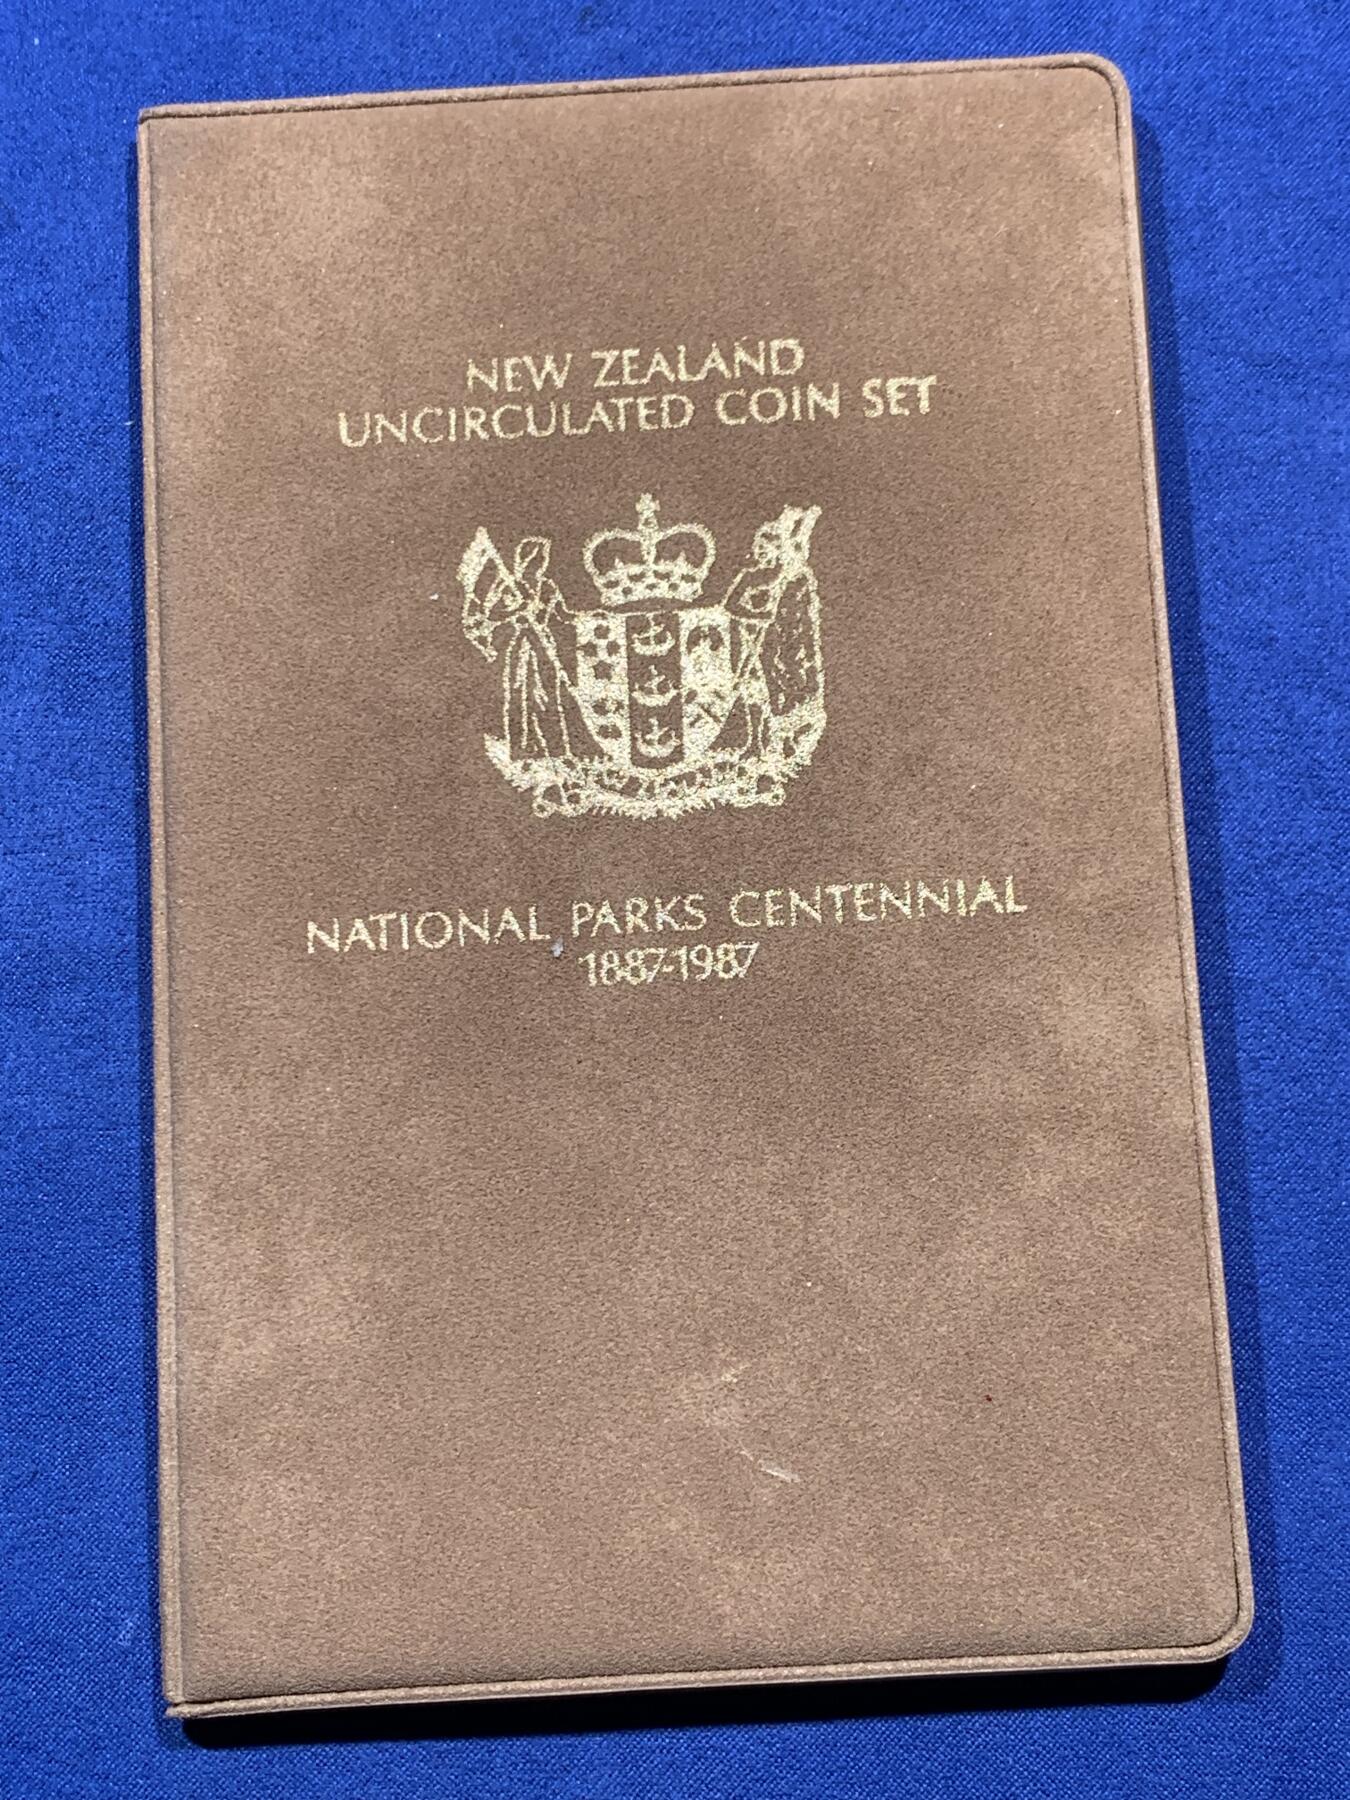 NEW ZEALAND
UNCIRCULATED COIN SET
NATIONAL PARKS CENTENNIAL
1887-1987